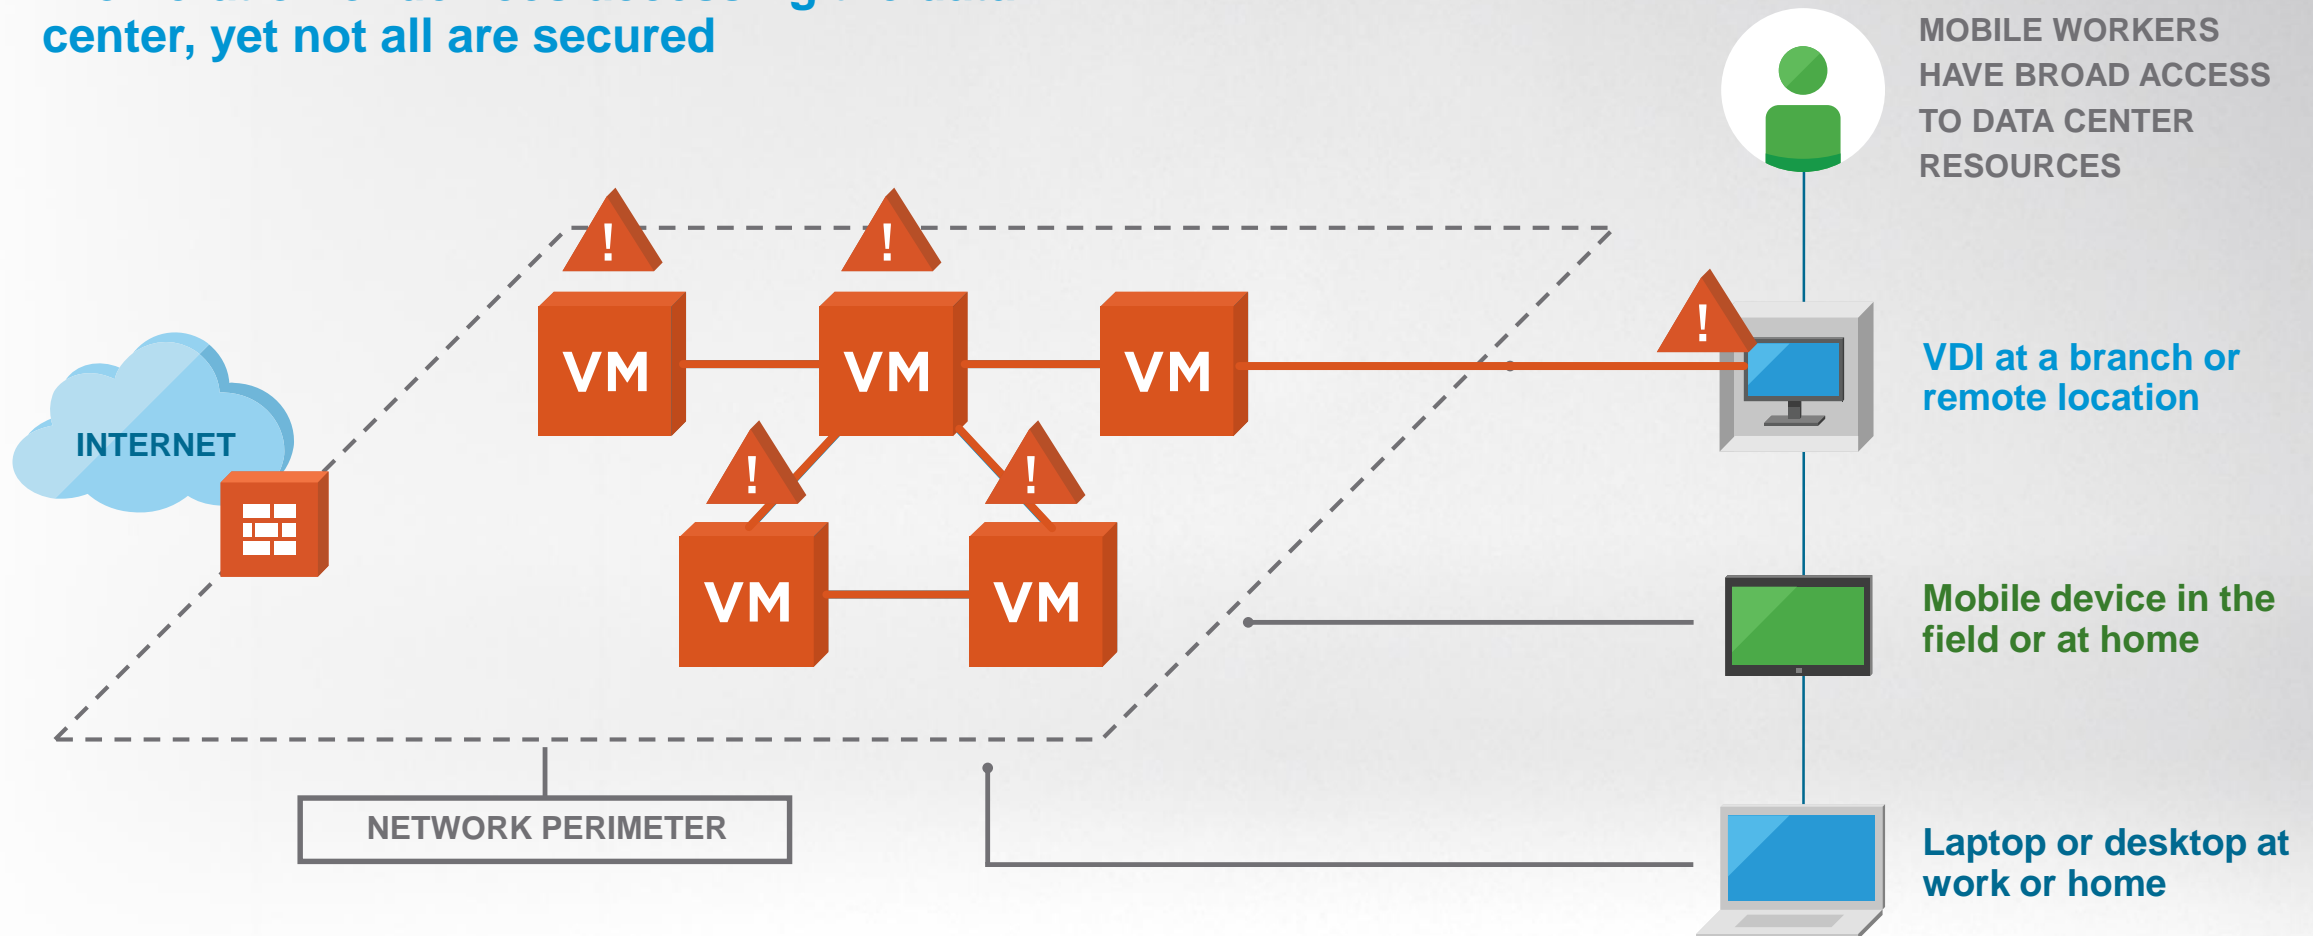 center, yet not all are secured
MOBILE WORKERS
HAVE BROAD ACCESS
TO DATA CENTER
RESOURCES
!
!
!
VM
VM
VM
VDI at a branch or
remote location
INTERNET
!
!
VM
VM
Mobile device in the
field or at home
NETWORK PERIMETER
Laptop or desktop at
work or home